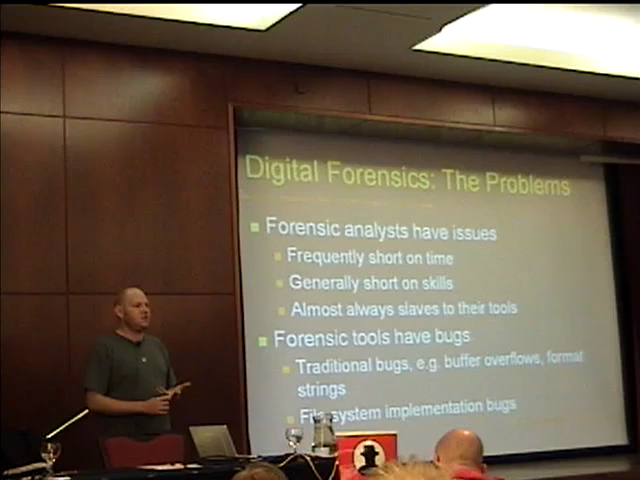 Digital Forensics: The Problems
Forensic analysts have issues
Frequently short on time
Generally short on skills
Almost always slaves to their tools
Forensic tools have bugs
Traditional bugs, e.g. buffer overflows, format
strings
File system implementation bugs